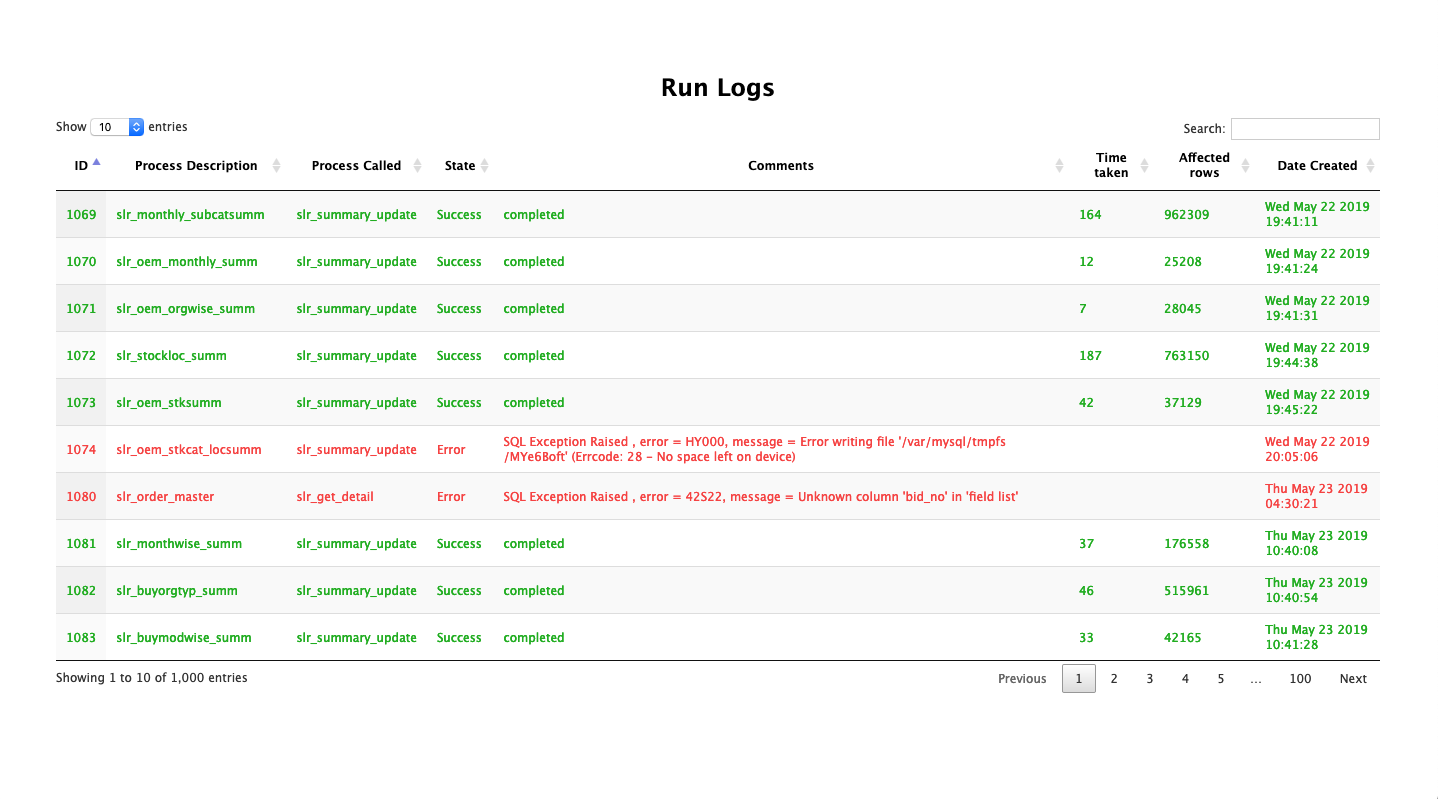 Run Logs
Show 10 entries
Search:
ID Process Description Process Called State Comments Time taken Affected rows Date Created
1069 slr_monthly_subcatsumm slr_summary_update Success completed 164 962309 Wed May 22 2019 19:41:11
1070 slr_oem_monthly_summ slr_summary_update Success completed 12 25208 Wed May 22 2019 19:41:24
1071 slr_oem_orgwise_summ slr_summary_update Success completed 7 28045 Wed May 22 2019 19:41:31
1072 slr_stockloc_summ slr_summary_update Success completed 187 763150 Wed May 22 2019 19:44:38
1073 slr_oem_stksumm slr_summary_update Success completed 42 37129 Wed May 22 2019 19:45:22
1074 slr_oem_stkcat_locsumm slr_summary_update Error SQL Exception Raised , error = HY000, message = Error writing file '/var/mysql/tmpfs /MYe6Boft' (Errcode: 28 - No space left on device) Wed May 22 2019 20:05:06
1080 slr_order_master slr_get_detail Error SQL Exception Raised , error = 42S22, message = Unknown column 'bid_no' in 'field list' Thu May 23 2019 04:30:21
1081 slr_monthwise_summ slr_summary_update Success completed 37 176558 Thu May 23 2019 10:40:08
1082 slr_buyorgtyp_summ slr_summary_update Success completed 46 515961 Thu May 23 2019 10:40:54
1083 slr_buymodwise_summ slr_summary_update Success completed 33 42165 Thu May 23 2019 10:41:28
Showing 1 to 10 of 1,000 entries
Previous 1 2 3 4 5 … 100 Next